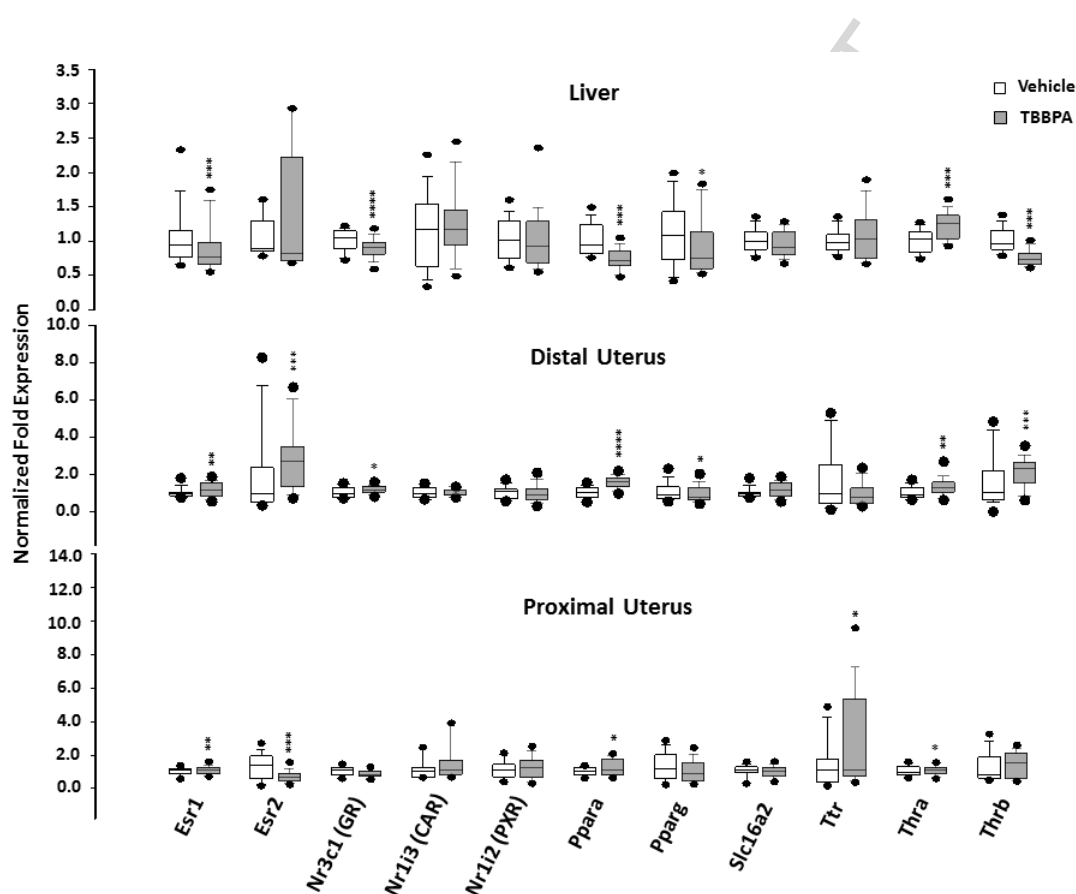 Liver
Vehicle
TBBPA
Normalized Fold Expression
3.5
3.0
2.5
2.0
1.5
1.0
0.5
0.0
*** **** *** * *** ***
Distal Uterus
10.0
8.0
6.0
4.0
2.0
0.0
** *** * **** * ** ***
Proximal Uterus
14.0
12.0
10.0
8.0
6.0
4.0
2.0
0.0
** *** * * *
Esr1
Esr2
Nr3c1 (GR)
Nr1i3 (CAR)
Nr1i2 (PXR)
Ppara
Pparg
Slc16a2
Ttr
Thra
Thrb